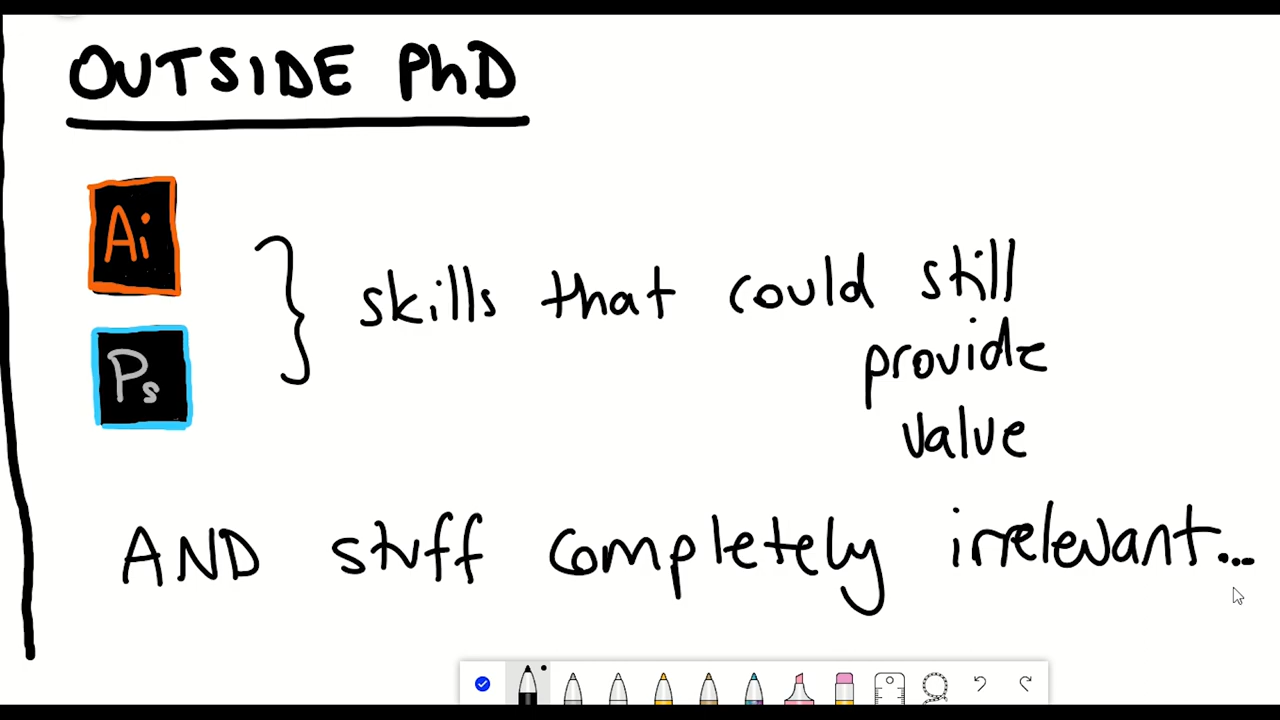 OUTSIDE PhD
Ai
skills that could still
provide
value
Ps
AND stuff completely irrelevant...